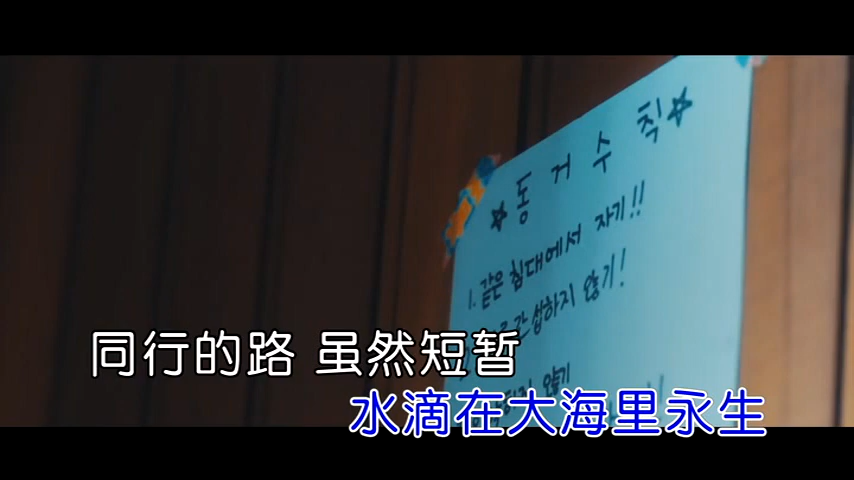 ☆동거수칙☆
1. 같은 침대에서 자기!!
간섭하지 않기!
않기
同行的路 虽然短暂
水滴在大海里永生